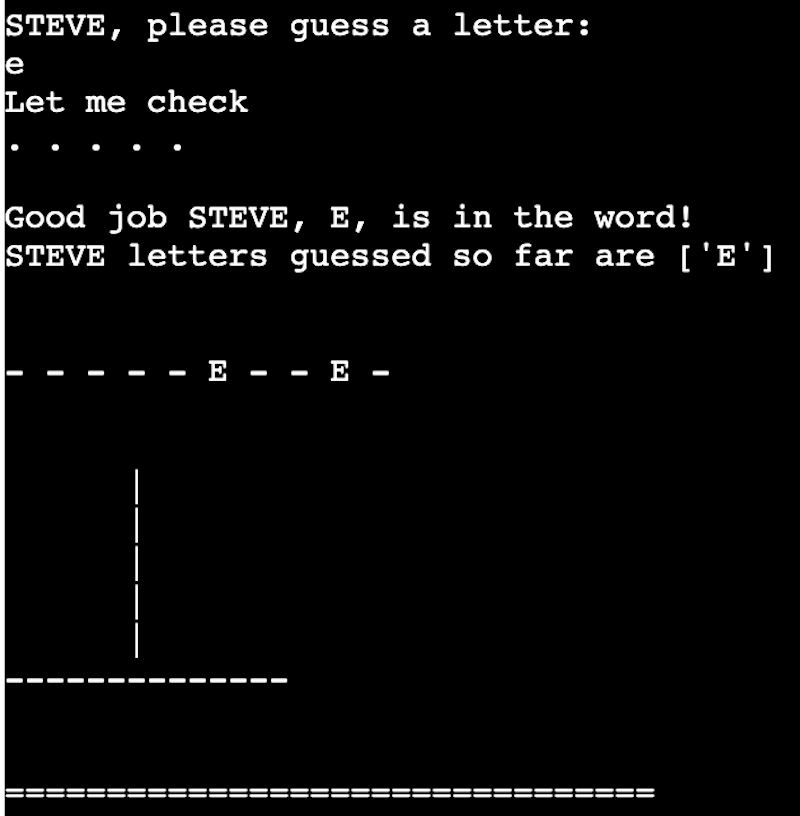 STEVE, please guess a letter:
e
Let me check
. . . . .
Good job STEVE, E, is in the word!
STEVE letters guessed so far are ['E']
- - - - - E - - E -
|
|
|
|
|
--------------
================================